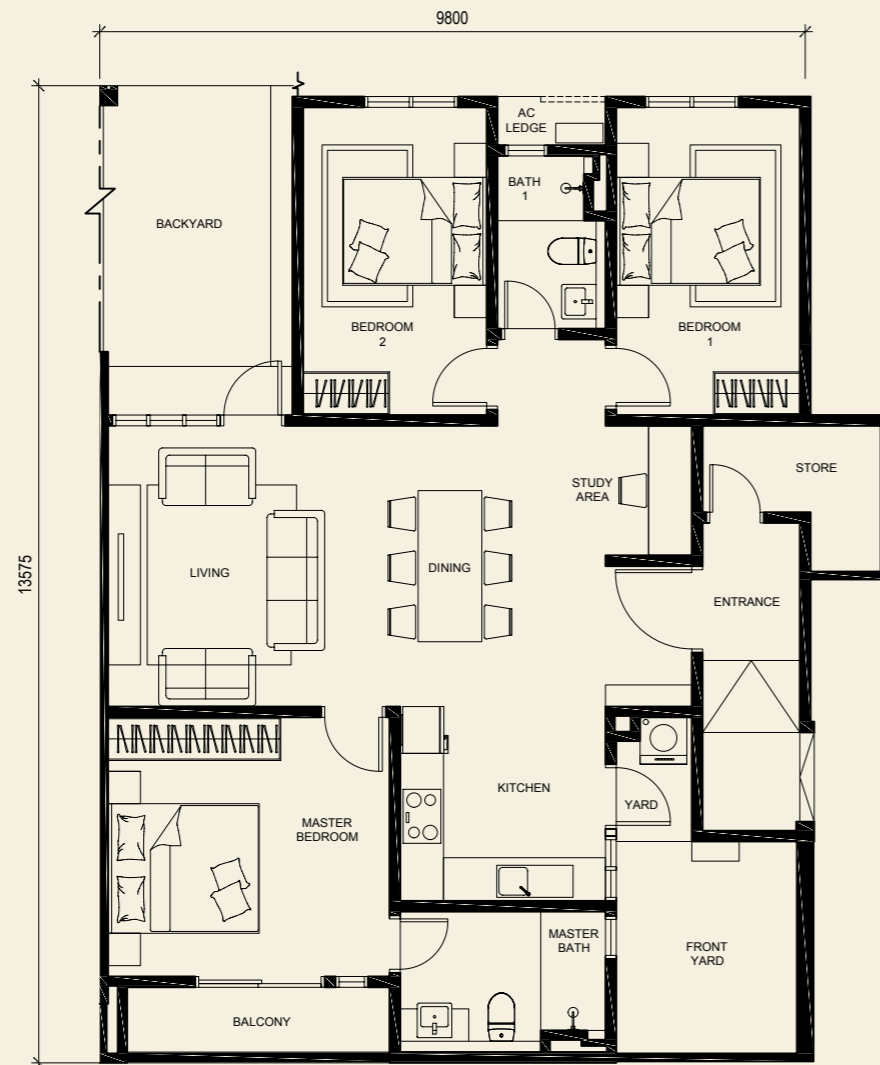 9800
AC
LEDGE
BATH
1
BACKYARD
BEDROOM
2
BEDROOM
1
STORE
STUDY
AREA
13575
LIVING
DINING
ENTRANCE
KITCHEN
YARD
MASTER
BEDROOM
MASTER
BATH
FRONT
YARD
BALCONY